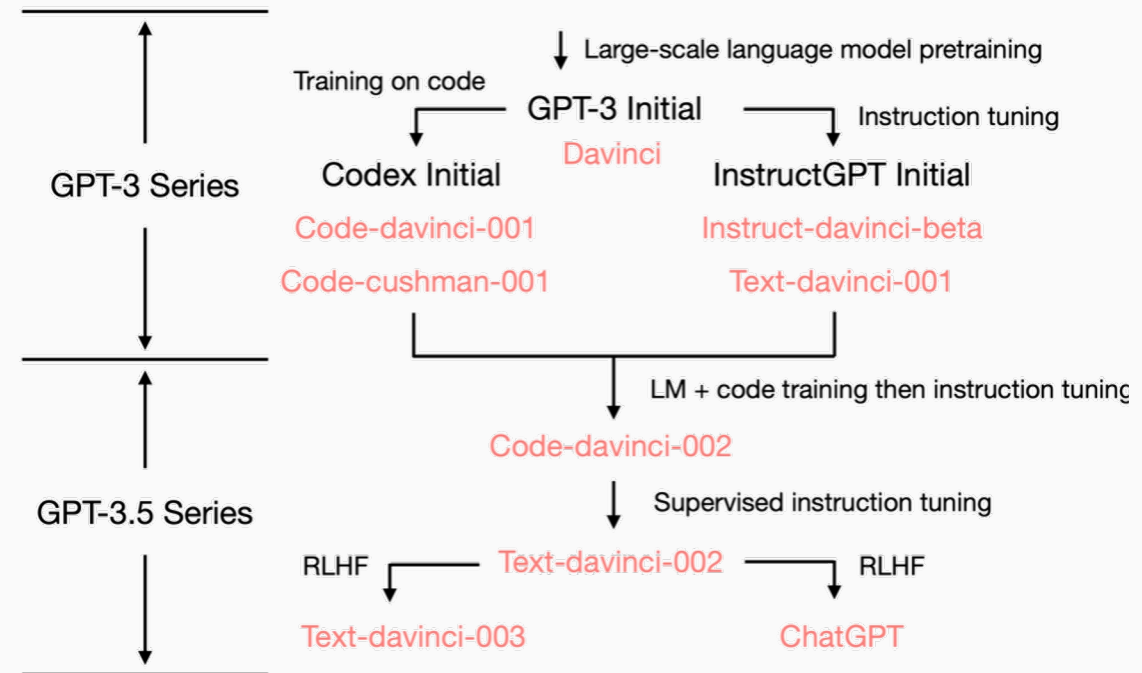 Large-scale language model pretraining
Training on code
GPT-3 Initial
Instruction tuning
Davinci
GPT-3 Series
Codex Initial
InstructGPT Initial
Code-davinci-001
Instruct-davinci-beta
Code-cushman-001
Text-davinci-001
LM + code training then instruction tuning
Code-davinci-002
GPT-3.5 Series
Supervised instruction tuning
RLHF
Text-davinci-002
RLHF
Text-davinci-003
ChatGPT